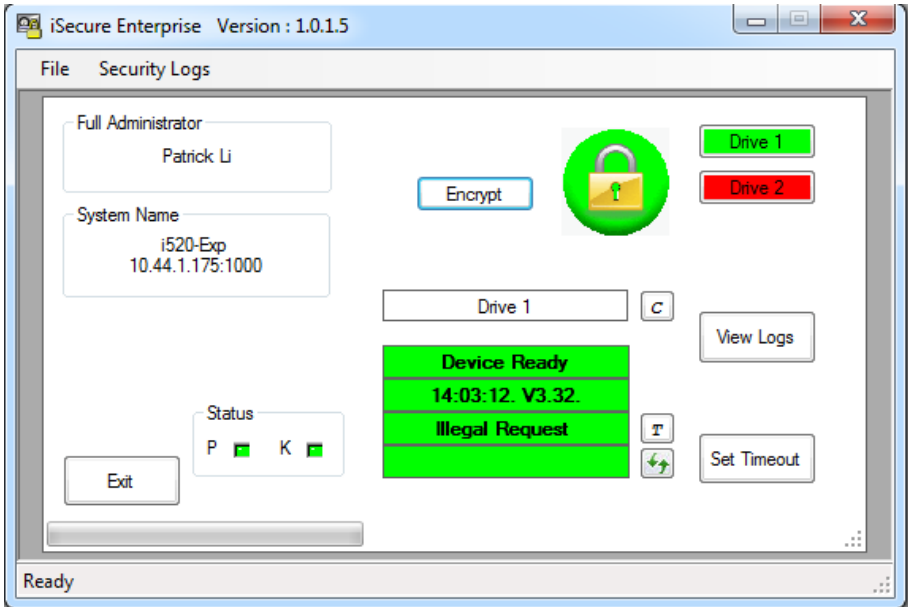 iSecure Enterprise Version : 1.0.1.5
File Security Logs
Full Administrator
Patrick Li
System Name
i520-Exp
10.44.1.175:1000
Encrypt
Drive 1
Drive 2
Drive 1
C
View Logs
Device Ready
14:03:12. V3.32.
Illegal Request
T
Status
P K
Set Timeout
Exit
Ready